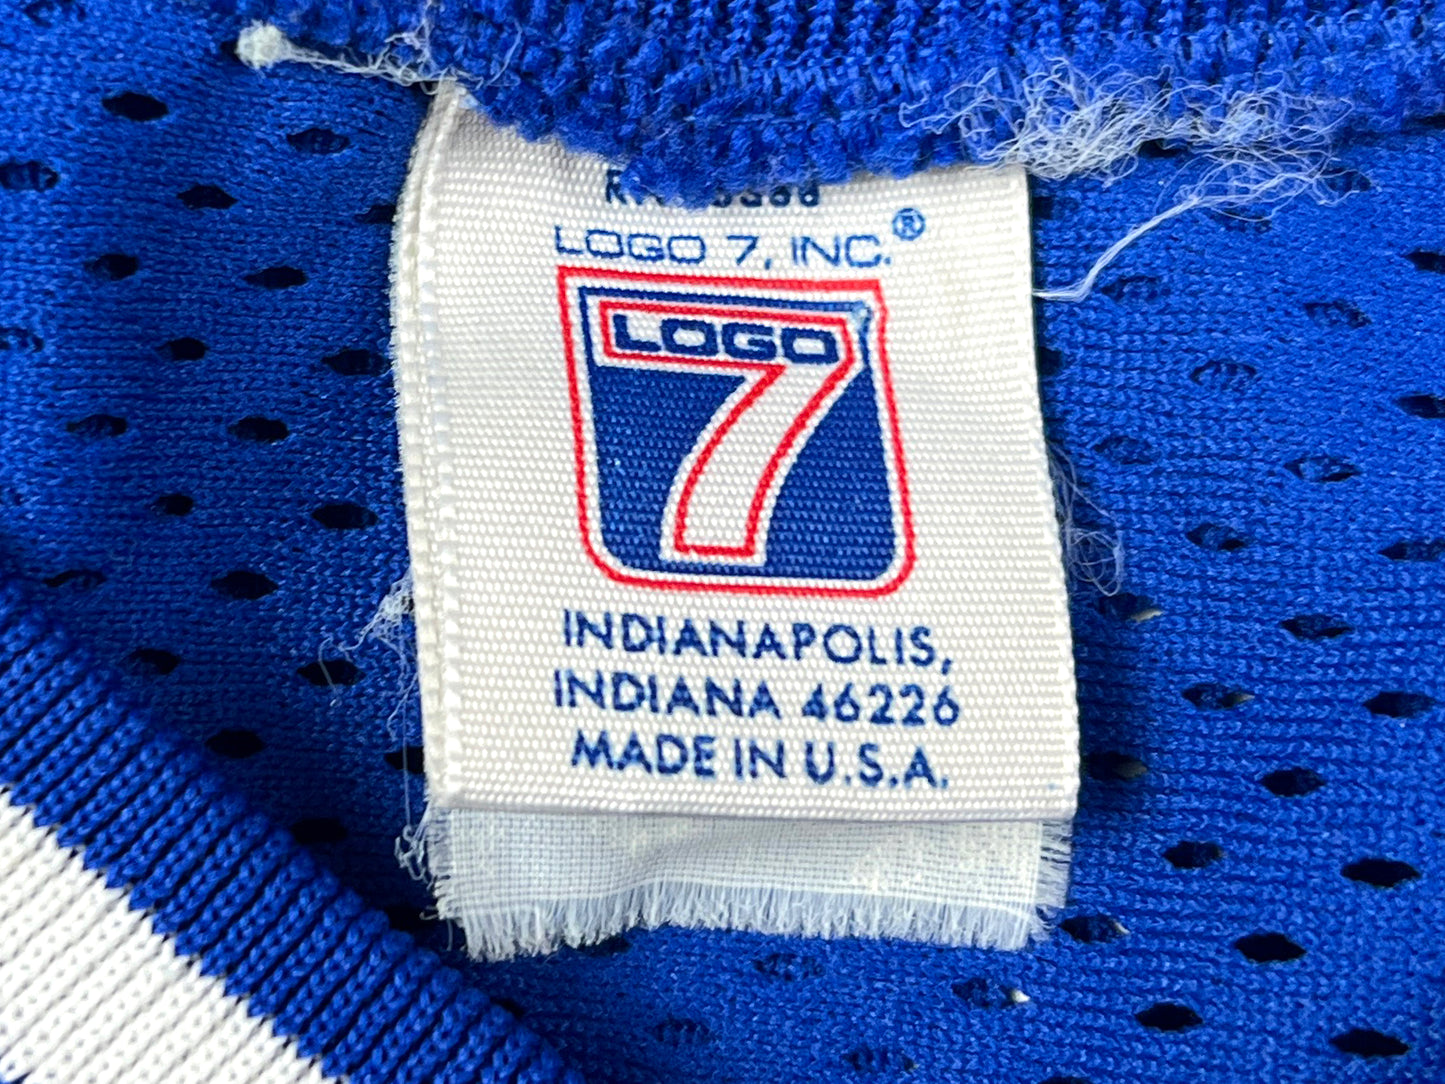 LOGO 7, INC.®
LOGO
7
INDIANAPOLIS,
INDIANA 46226
MADE IN U.S.A.